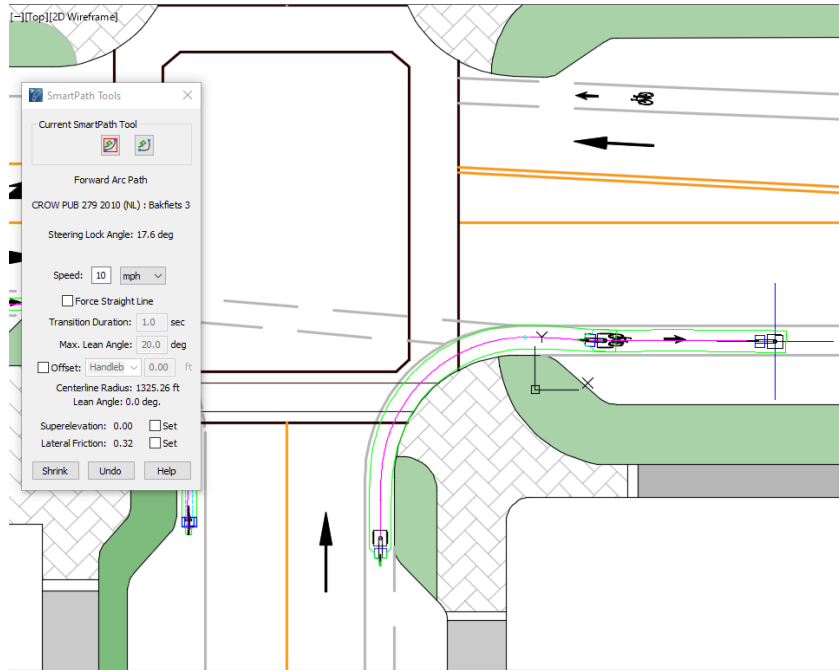 [−][Top][2D Wireframe]
SmartPath Tools
Current SmartPath Tool
Forward Arc Path
CROW PUB 279 2010 (NL) : Bakfiets 3
Steering Lock Angle: 17.6 deg
Speed: 10 mph
Force Straight Line
Transition Duration: 1.0 sec
Max. Lean Angle: 20.0 deg
Offset: Handleb 0.00 ft
Centerline Radius: 1325.26 ft
Lean Angle: 0.0 deg.
Superelevation: 0.00 Set
Lateral Friction: 0.32 Set
Shrink Undo Help
Y
X